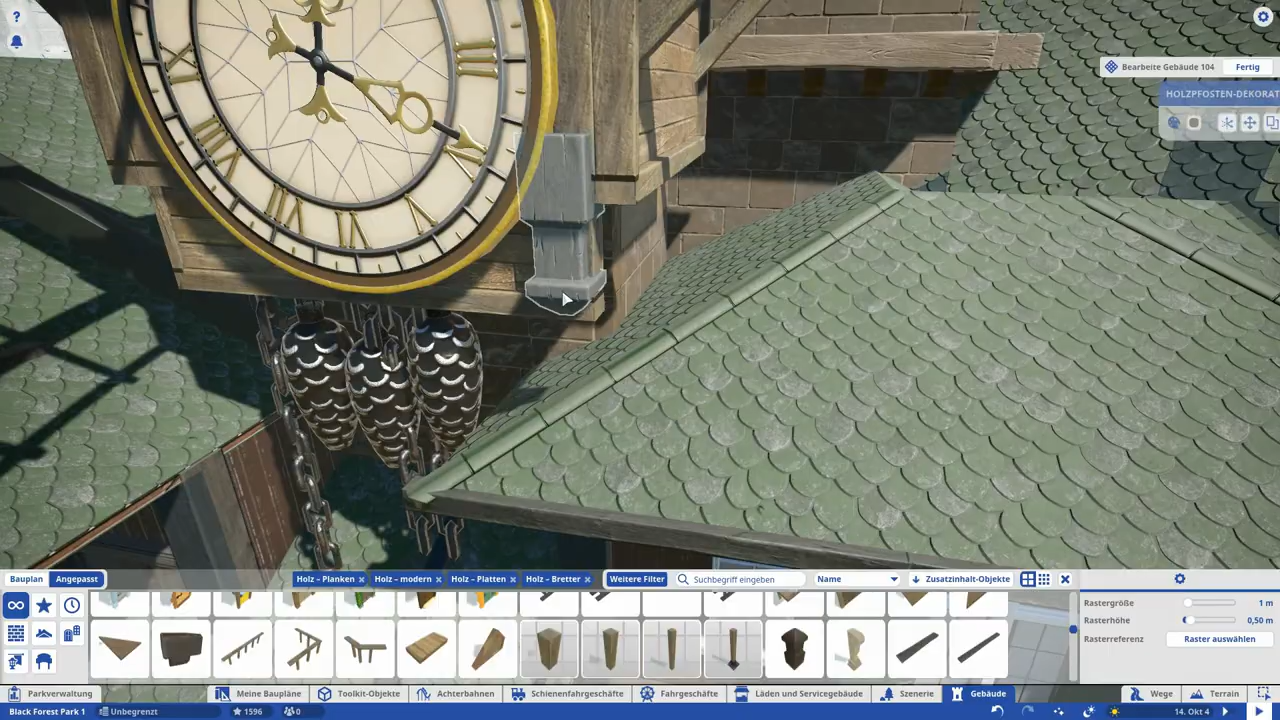 Bearbeite Gebäude 104
Fertig
HOLZPFOSTEN-DEKORAT
Bauplan
Angepasst
Holz – Planken
Holz – modern
Holz – Platten
Holz – Bretter
Weitere Filter
Suchbegriff eingeben
Name
Zusatzinhalt-Objekte
Rastergröße
1 m
Rasterhöhe
0,50 m
Rasterreferenz
Raster auswählen
Parkverwaltung
Meine Baupläne
Toolkit-Objekte
Achterbahnen
Schienenfahrgeschäfte
Fahrgeschäfte
Läden und Servicegebäude
Szenerie
Gebäude
Wege
Terrain
Black Forest Park 1
Unbegrenzt
1596
0
14. Okt 4